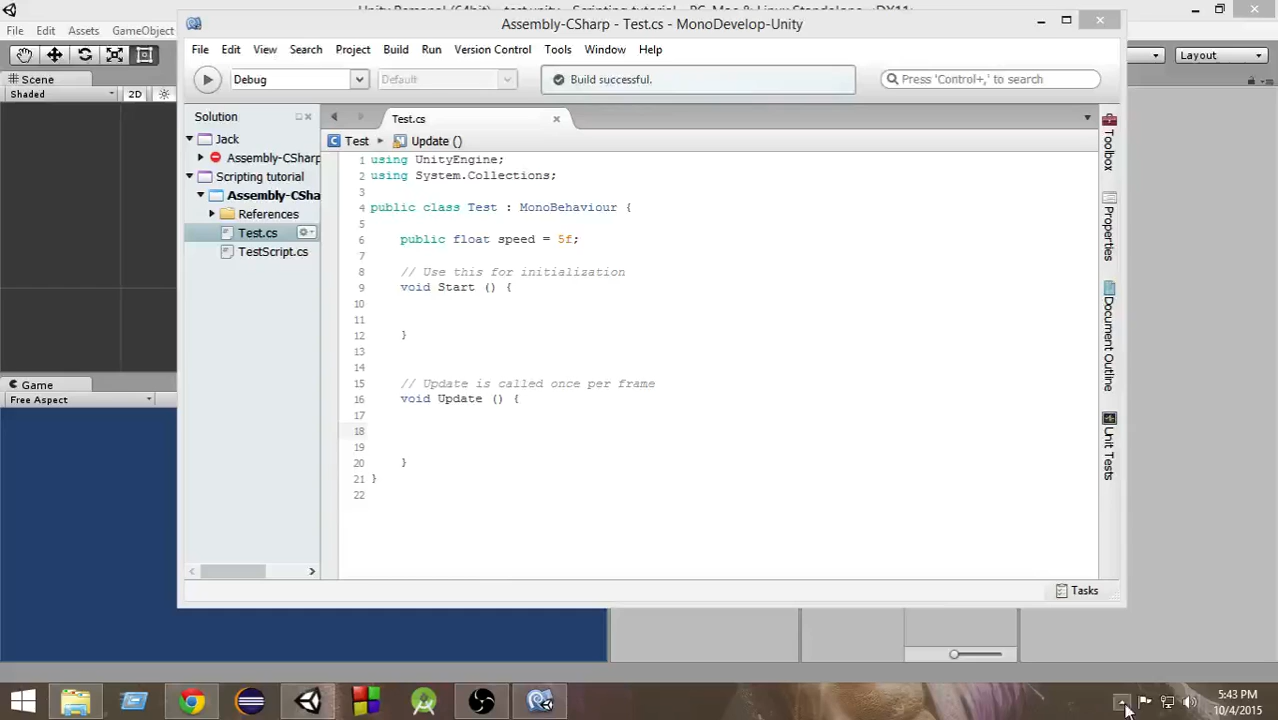 Assembly-CSharp - Test.cs - MonoDevelop-Unity
File Edit Assets GameObject
File Edit View Search Project Build Run Version Control Tools Window Help
Layout
Scene
Shaded 2D
Debug
Default
Build successful.
Press 'Control+,' to search
Solution
Test.cs
Jack
Assembly-CSharp
Scripting tutorial
Assembly-CSha
References
Test.cs
TestScript.cs
Test Update ()
1 using UnityEngine;
2 using System.Collections;
3
4 public class Test : MonoBehaviour {
5
6 public float speed = 5f;
7
8 // Use this for initialization
9 void Start () {
10
11
12 }
13
14
15 // Update is called once per frame
16 void Update () {
17
18
19
20 }
21 }
22
Toolbox
Properties
Document Outline
Unit Tests
Game
Free Aspect
Tasks
5:43 PM
10/4/2015